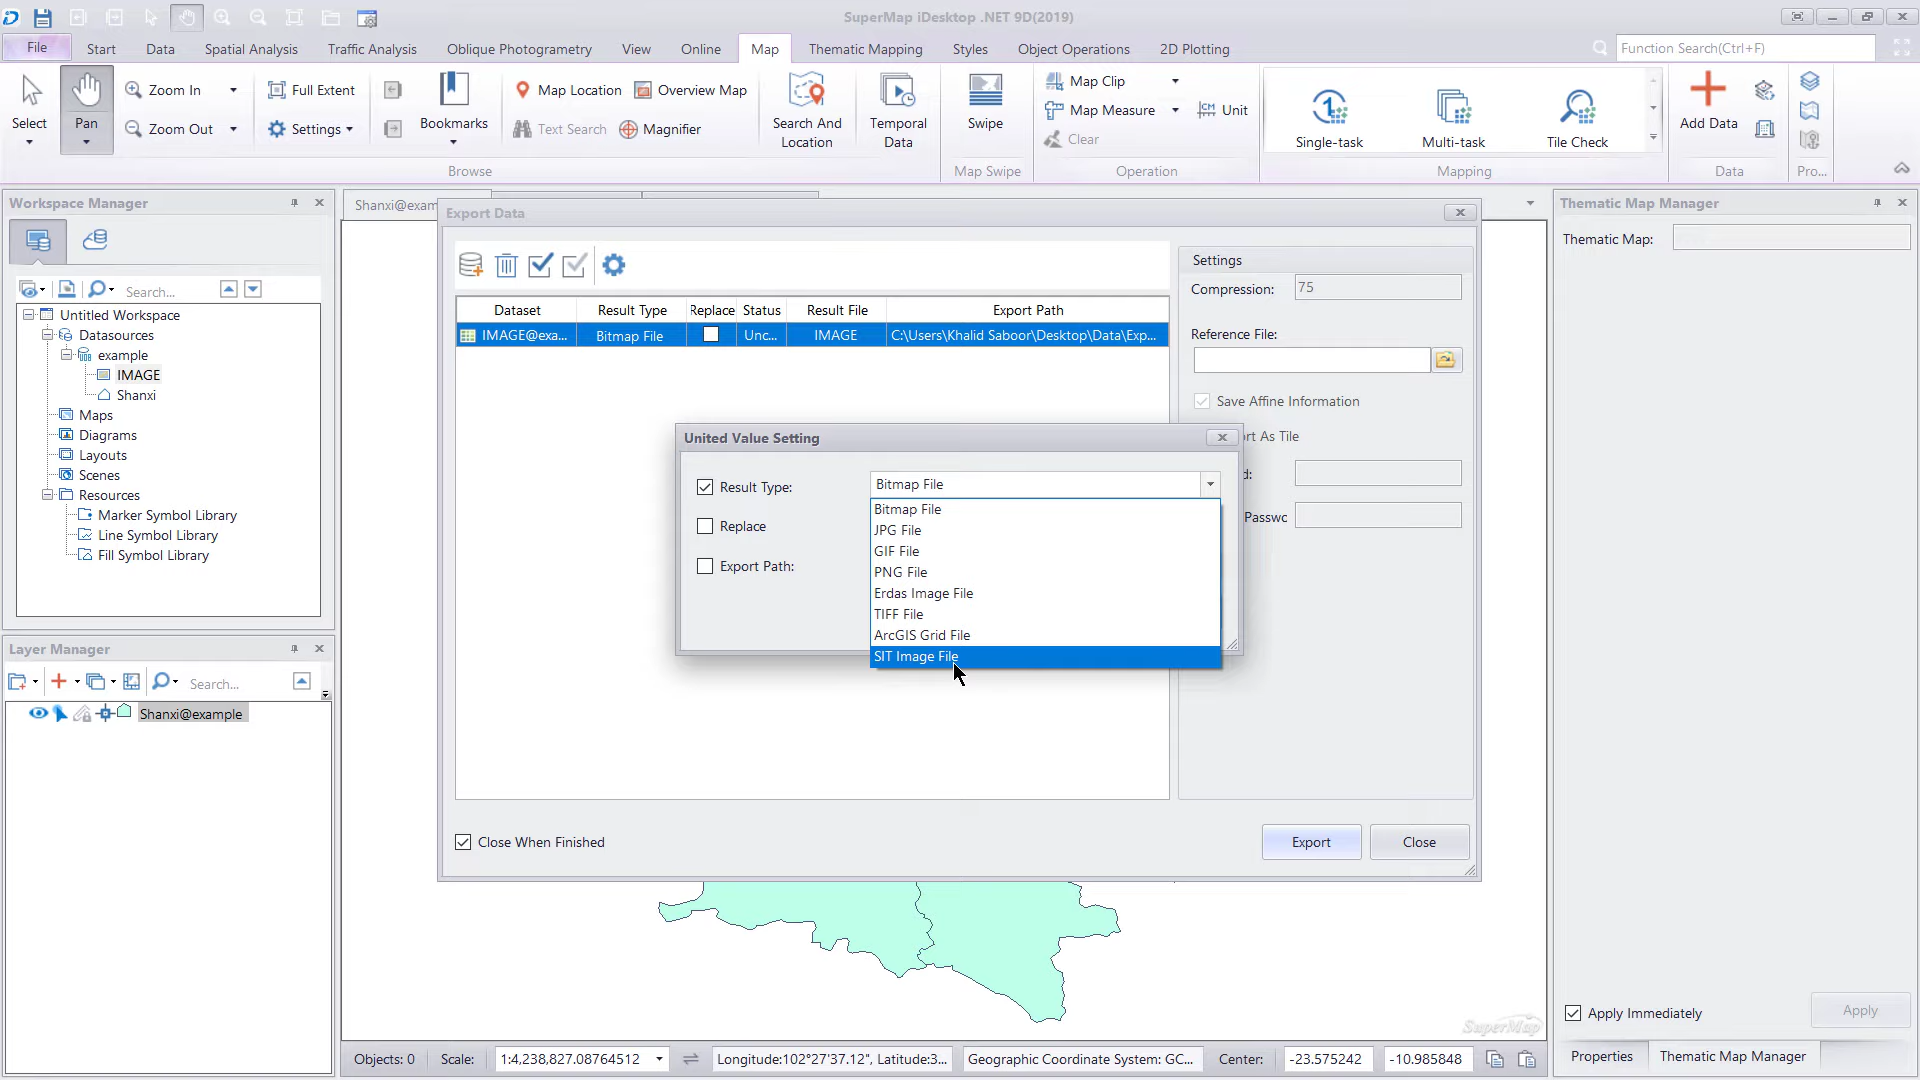 SuperMap iDesktop .NET 9D(2019)
File
Start
Data
Spatial Analysis
Traffic Analysis
Oblique Photogrametry
View
Online
Map
Thematic Mapping
Styles
Object Operations
2D Plotting
Function Search(Ctrl+F)
Select
Pan
Zoom In
Zoom Out
Full Extent
Settings
Bookmarks
Map Location
Overview Map
Text Search
Magnifier
Search And
Location
Temporal
Data
Swipe
Map Clip
Map Measure
Unit
Clear
Single-task
Multi-task
Tile Check
Add Data
Browse
Map Swipe
Operation
Mapping
Data
Pro...
Workspace Manager
Search...
Untitled Workspace
Datasources
example
IMAGE
Shanxi
Maps
Diagrams
Layouts
Scenes
Resources
Marker Symbol Library
Line Symbol Library
Fill Symbol Library
Layer Manager
Search...
Shanxi@example
Shanxi@exam
Export Data
Dataset
Result Type
Replace
Status
Result File
Export Path
IMAGE@exa...
Bitmap File
Unc...
IMAGE
C:\Users\Khalid Saboor\Desktop\Data\Exp...
Settings
Compression:
75
Reference File:
Save Affine Information
rt As Tile
d:
Passwc
United Value Setting
Result Type:
Bitmap File
Replace
Export Path:
Bitmap File
JPG File
GIF File
PNG File
Erdas Image File
TIFF File
ArcGIS Grid File
SIT Image File
Close When Finished
Export
Close
Thematic Map Manager
Thematic Map:
Apply Immediately
Apply
Properties
Thematic Map Manager
SuperMap
Objects: 0
Scale:
1:4,238,827.08764512
Longitude:102°27'37.12", Latitude:3...
Geographic Coordinate System: GC...
Center:
-23.575242
-10.985848